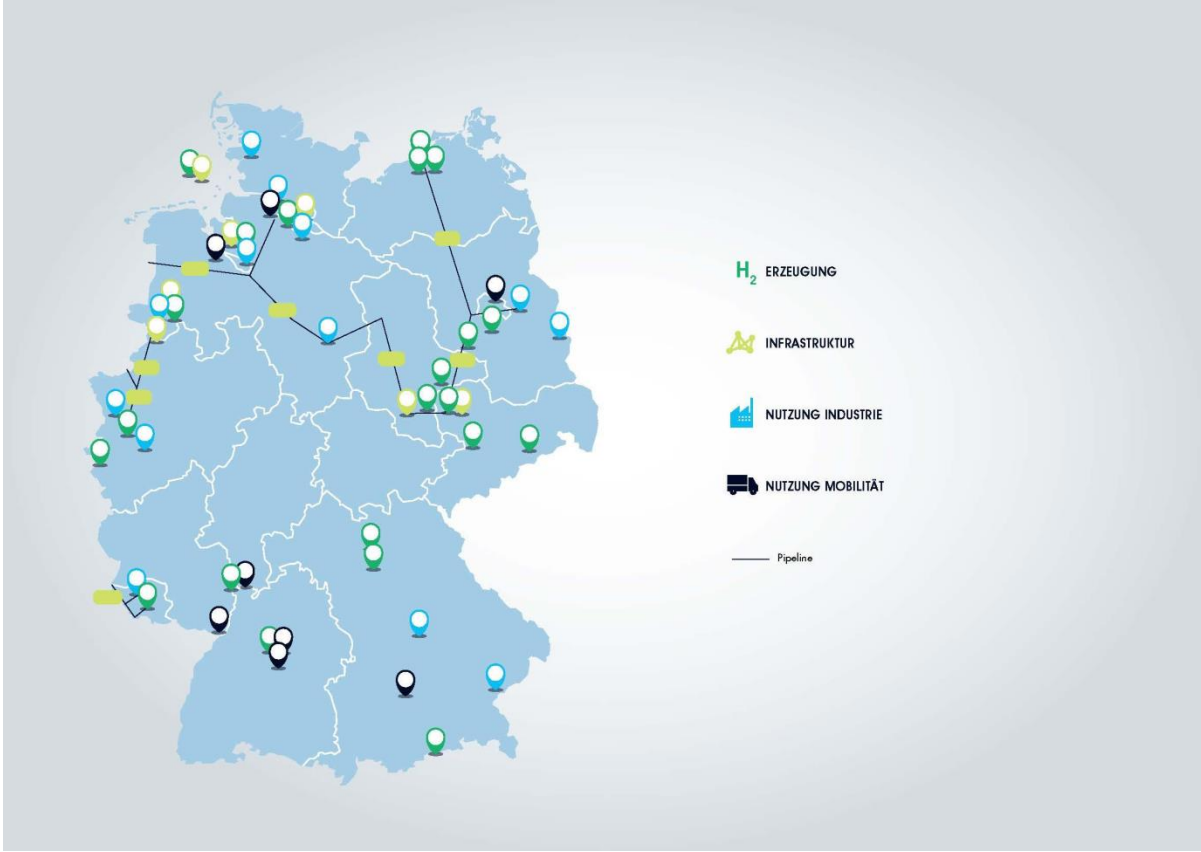 H₂ ERZEUGUNG
INFRASTRUKTUR
NUTZUNG INDUSTRIE
NUTZUNG MOBILITÄT
Pipeline